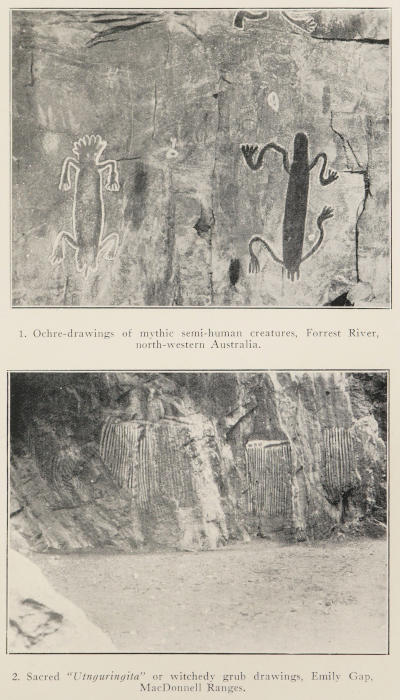 1. Ochre-drawings of mythic semi-human creatures, Forrest River,
north-western Australia.
2. Sacred "Utnguringita" or witchedy grub drawings, Emily Gap,
MacDonnell Ranges.